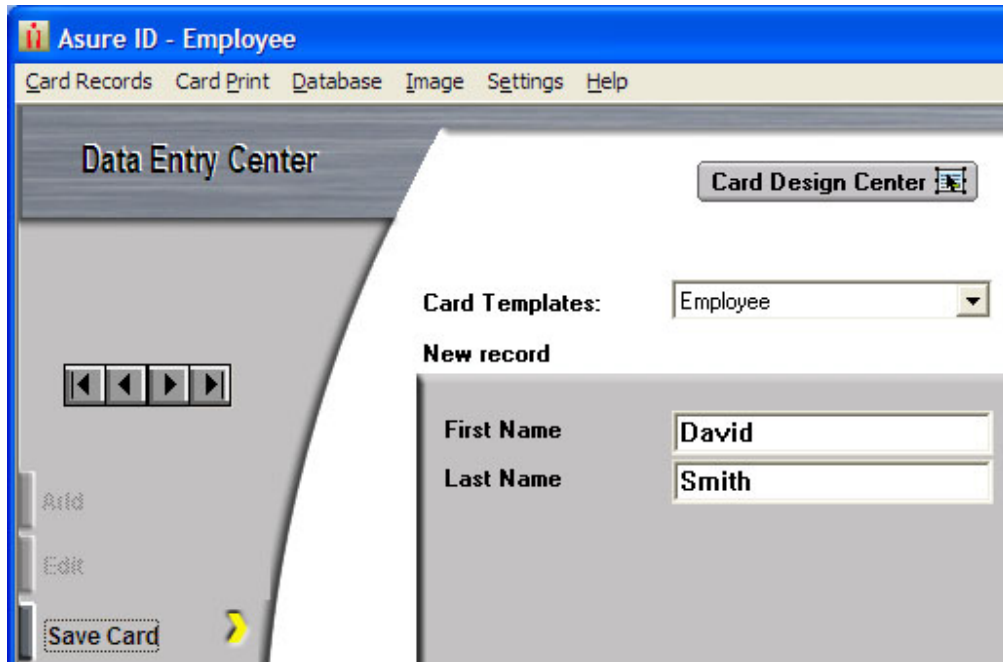 Asure ID - Employee
Card Records Card Print Database Image Settings Help
Data Entry Center
Card Design Center
Card Templates: Employee
New record
First Name David
Last Name Smith
Add
Edit
Save Card